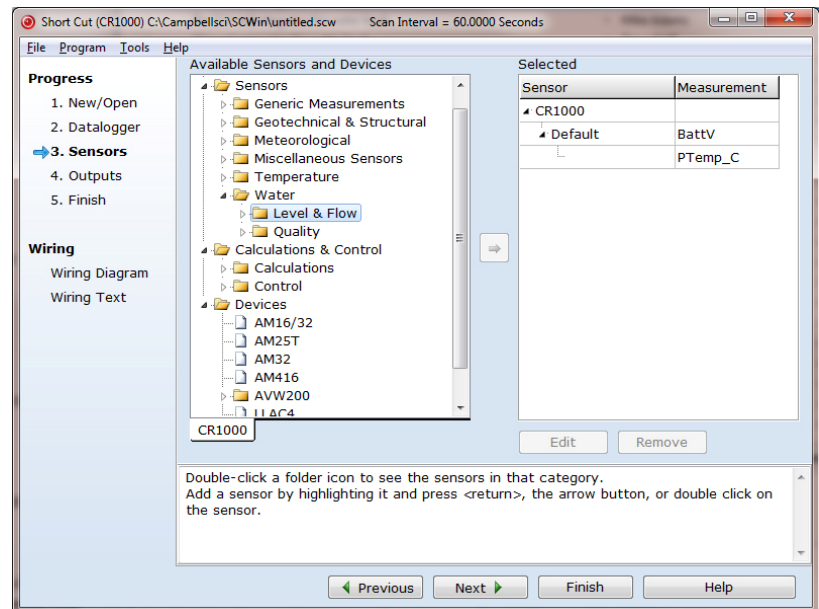 Short Cut (CR1000) C:\Campbellsci\SCWin\untitled.scw Scan Interval = 60.0000 Seconds
File Program Tools Help
Progress
1. New/Open
2. Datalogger
3. Sensors
4. Outputs
5. Finish
Wiring
Wiring Diagram
Wiring Text
Available Sensors and Devices
Sensors
Generic Measurements
Geotechnical & Structural
Meteorological
Miscellaneous Sensors
Temperature
Water
Level & Flow
Quality
Calculations & Control
Calculations
Control
Devices
AM16/32
AM25T
AM32
AM416
AVW200
LLAC4
CR1000
Selected
Sensor Measurement
CR1000
Default BattV
PTemp_C
Edit Remove
Double-click a folder icon to see the sensors in that category.
Add a sensor by highlighting it and press <return>, the arrow button, or double click on
the sensor.
Previous Next Finish Help